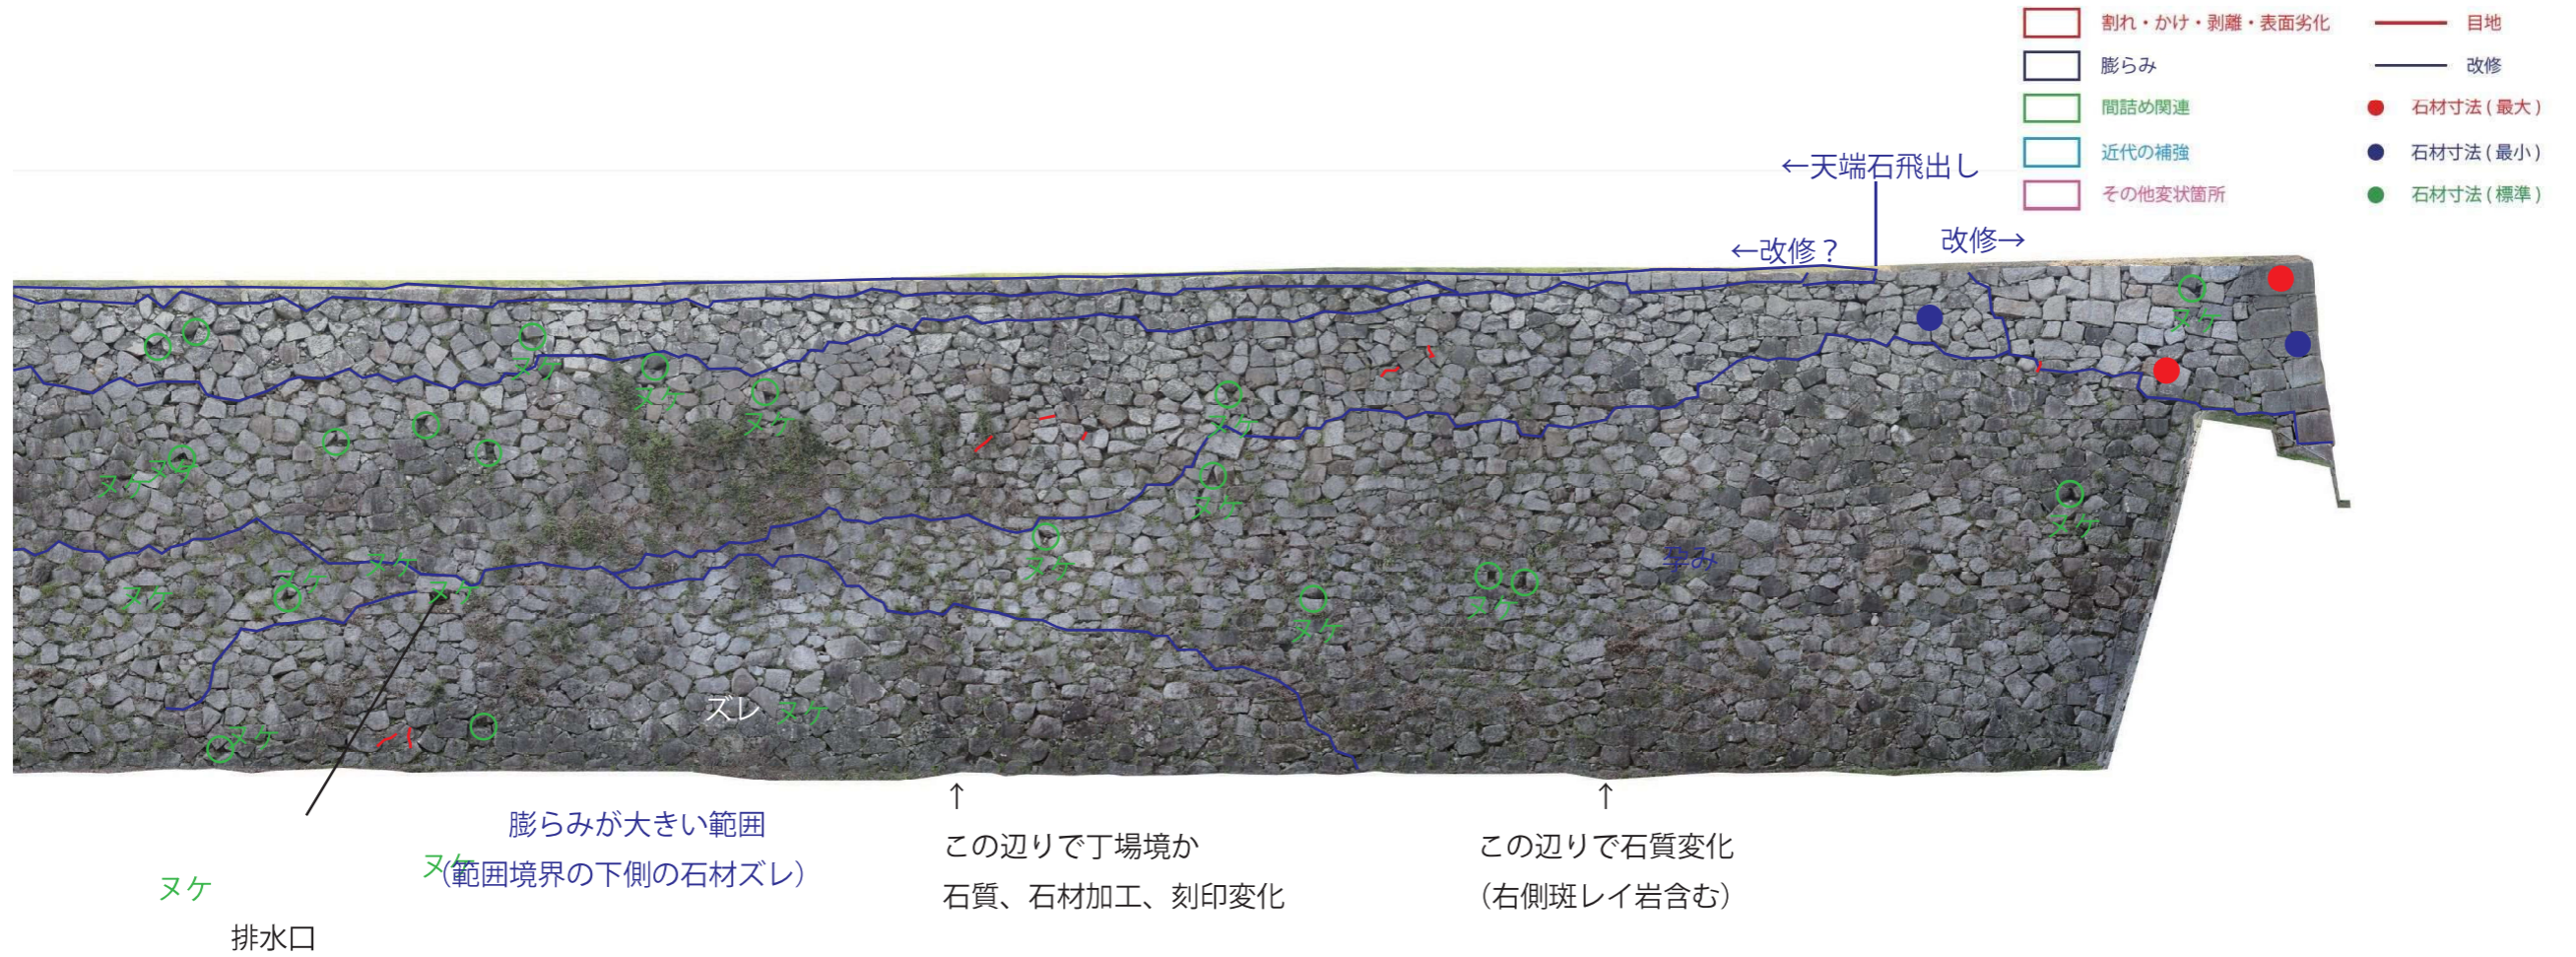 割れ・かけ・剥離・表面劣化
目地
膨らみ
改修
間詰め関連
石材寸法(最大)
近代の補強
石材寸法(最小)
その他変状箇所
石材寸法(標準)
←天端石飛出し
←改修？
改修→
ヌケ
ヌケ
ヌケ
ヌケ
ヌケ
ヌケ
ヌケ
ヌケ
ヌケ
ヌケ
ヌケ
孕み
ヌケ
ヌケ
ヌケ
ヌケ
ヌケ
ヌケ
ズレ
ヌケ
ヌケ
↑
↑
膨らみが大きい範囲
(範囲境界の下側の石材ズレ)
ヌケ
ヌケ
この辺りで丁場境か
石質、石材加工、刻印変化
この辺りで石質変化
(右側斑レイ岩含む)
排水口